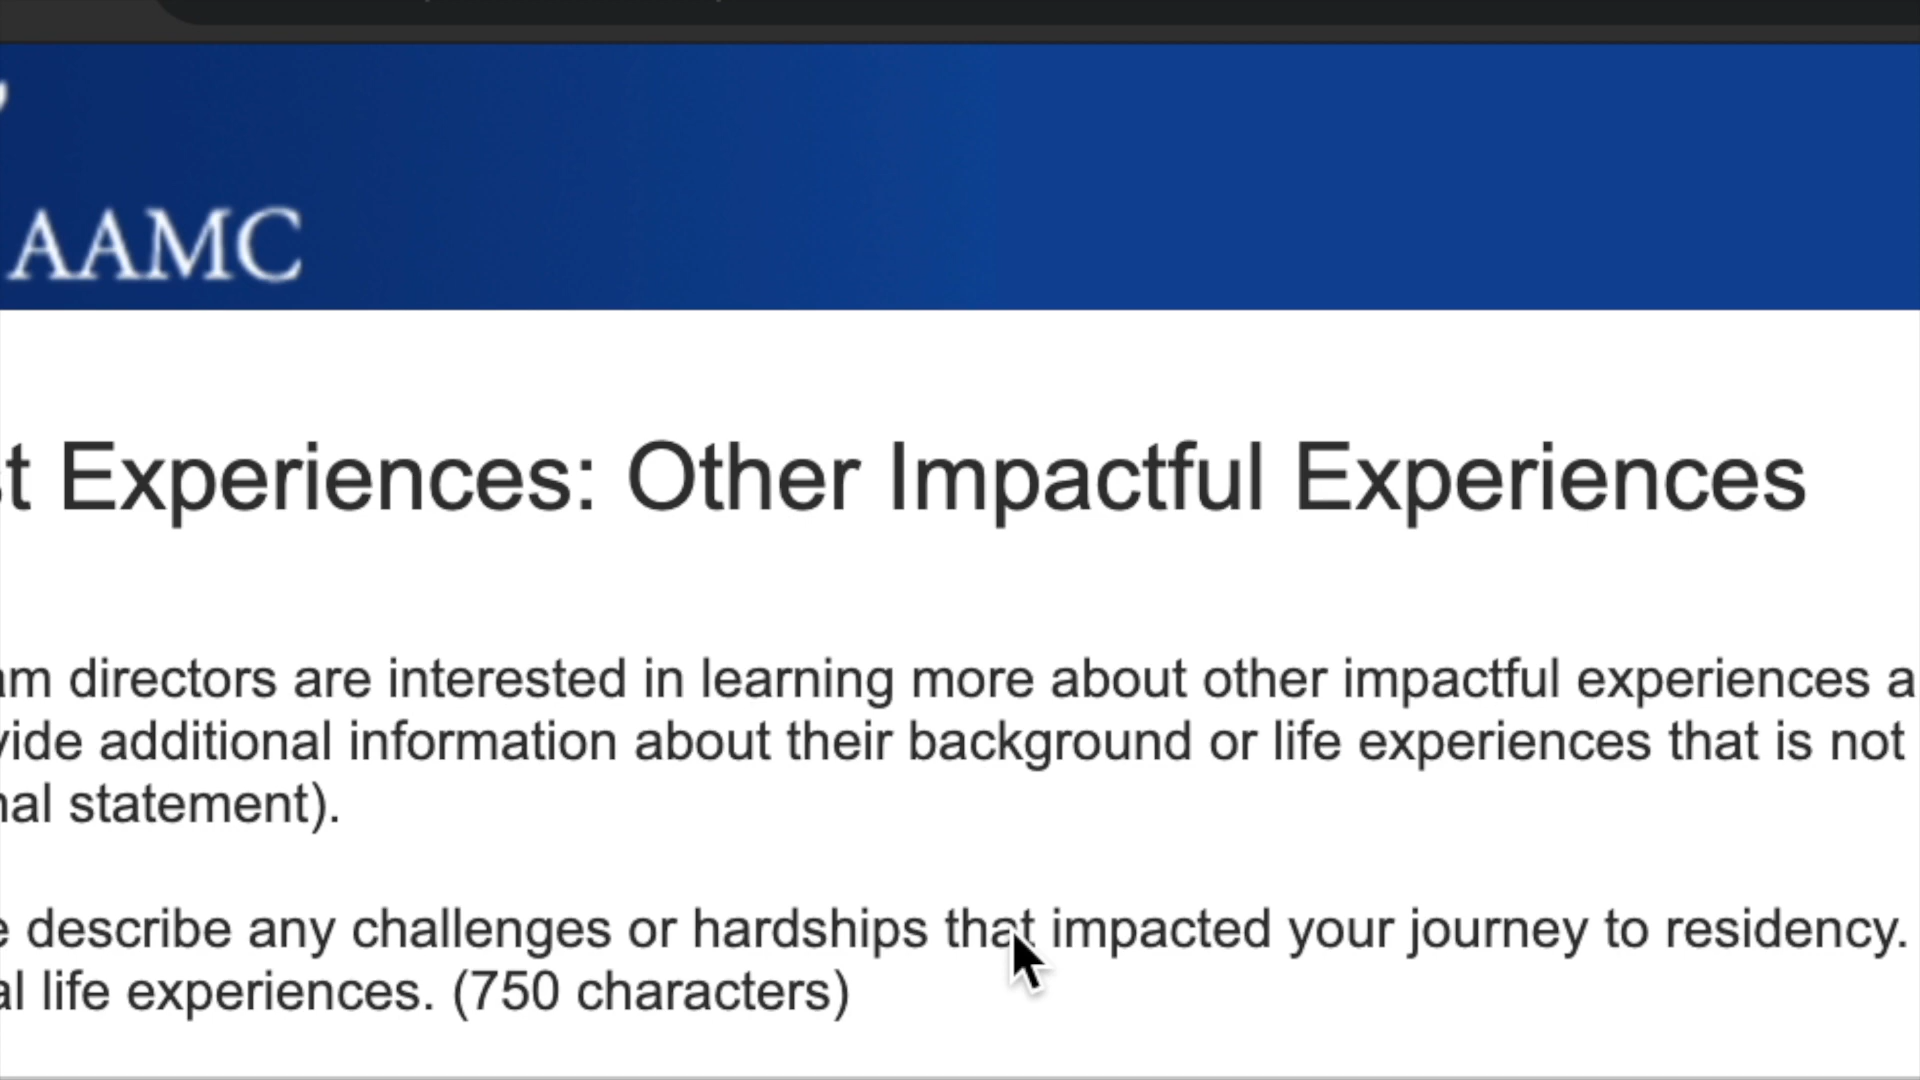 AAMC
Experiences: Other Impactful Experiences
directors are interested in learning more about other impactful experiences
additional information about their background or life experiences that is not
statement).
describe any challenges or hardships that impacted your journey to residency.
life experiences. (750 characters)